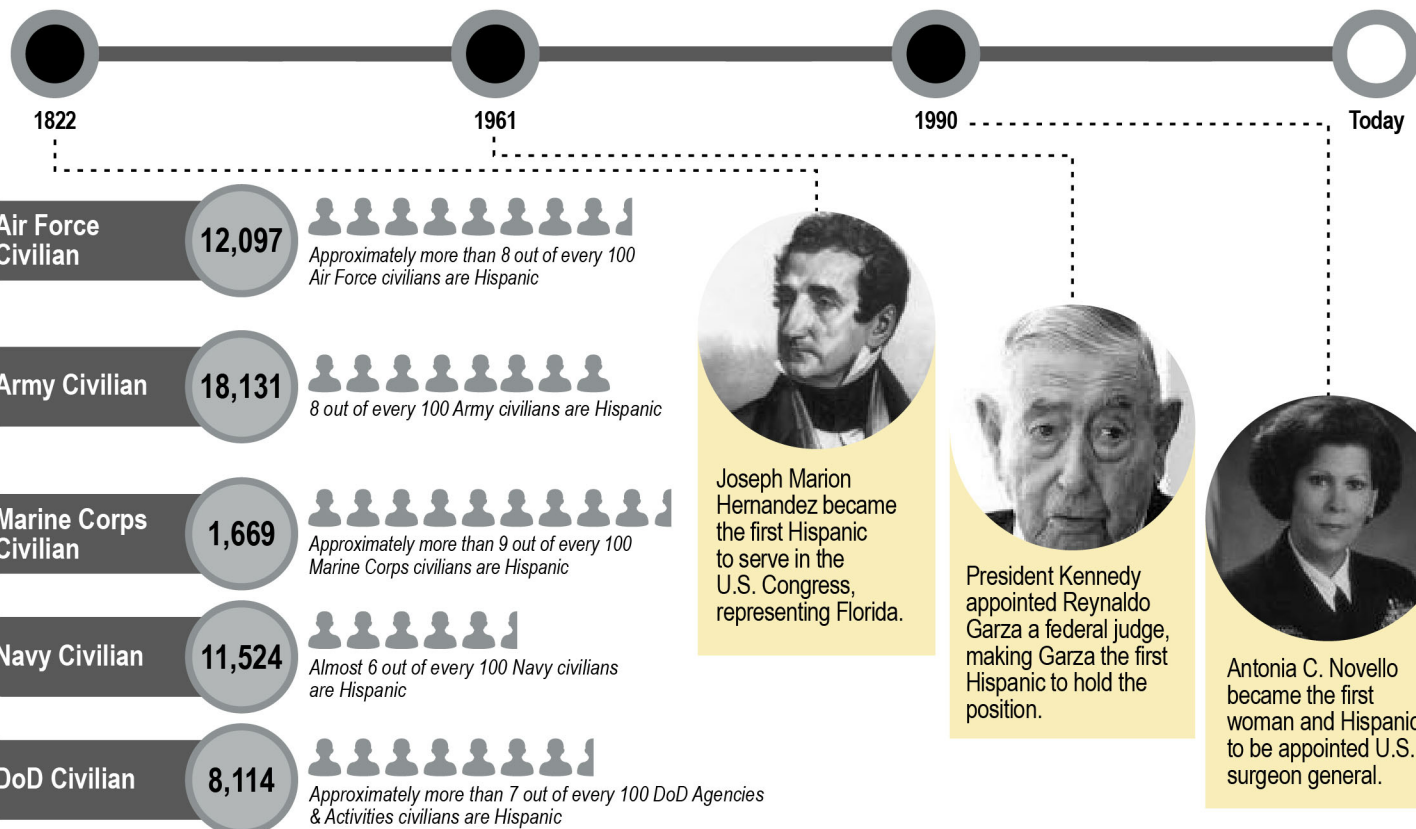 1822
1961
1990
Today
Air Force
Civilian
12,097
Approximately more than 8 out of every 100
Air Force civilians are Hispanic
Army Civilian
18,131
8 out of every 100 Army civilians are Hispanic
Marine Corps
Civilian
1,669
Approximately more than 9 out of every 100
Marine Corps civilians are Hispanic
Navy Civilian
11,524
Almost 6 out of every 100 Navy civilians
are Hispanic
DoD Civilian
8,114
Approximately more than 7 out of every 100 DoD Agencies
& Activities civilians are Hispanic
Joseph Marion
Hernandez became
the first Hispanic
to serve in the
U.S. Congress,
representing Florida.
President Kennedy
appointed Reynaldo
Garza a federal judge,
making Garza the first
Hispanic to hold the
position.
Antonia C. Novello
became the first
woman and Hispanic
to be appointed U.S.
surgeon general.